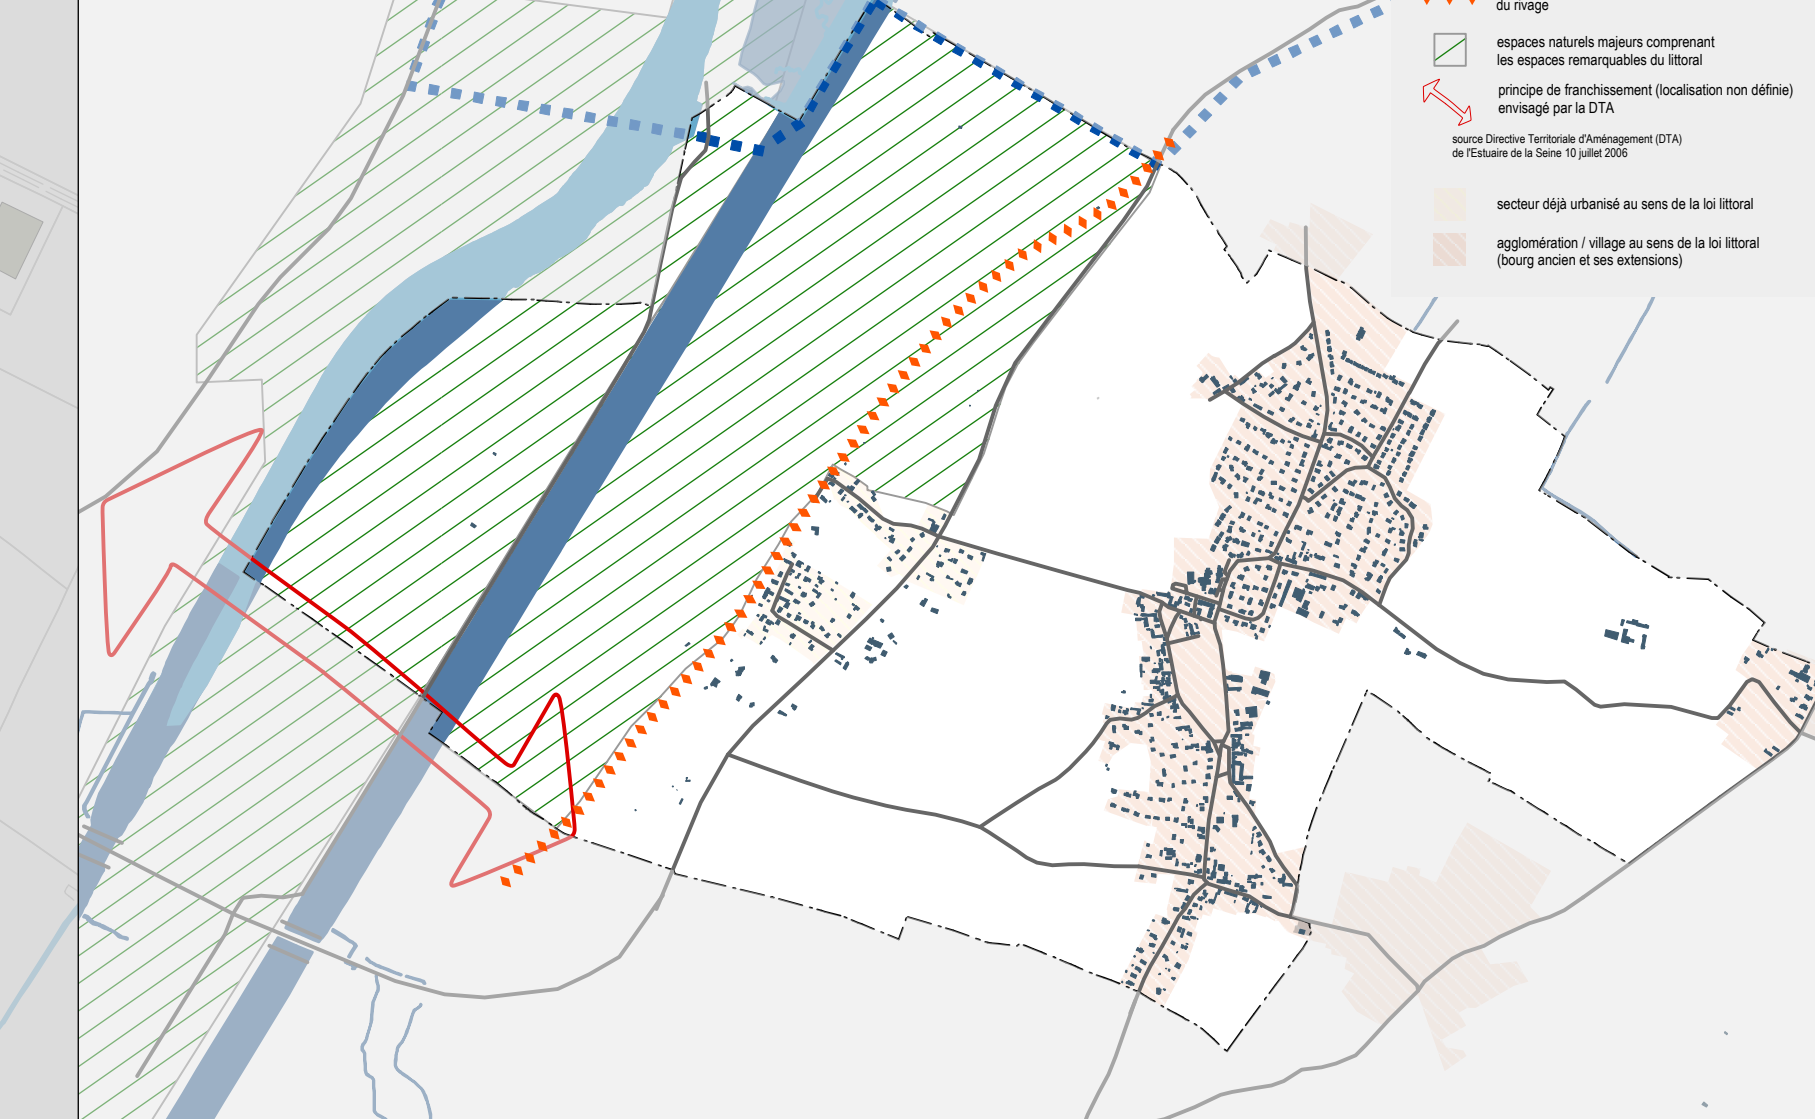 du rivage
espaces naturels majeurs comprenant
les espaces remarquables du littoral
principe de franchissement (localisation non définie)
envisagé par la DTA
source Directive Territoriale d'Aménagement (DTA)
de l'Estuaire de la Seine 10 juillet 2006
secteur déjà urbanisé au sens de la loi littoral
agglomération / village au sens de la loi littoral
(bourg ancien et ses extensions)